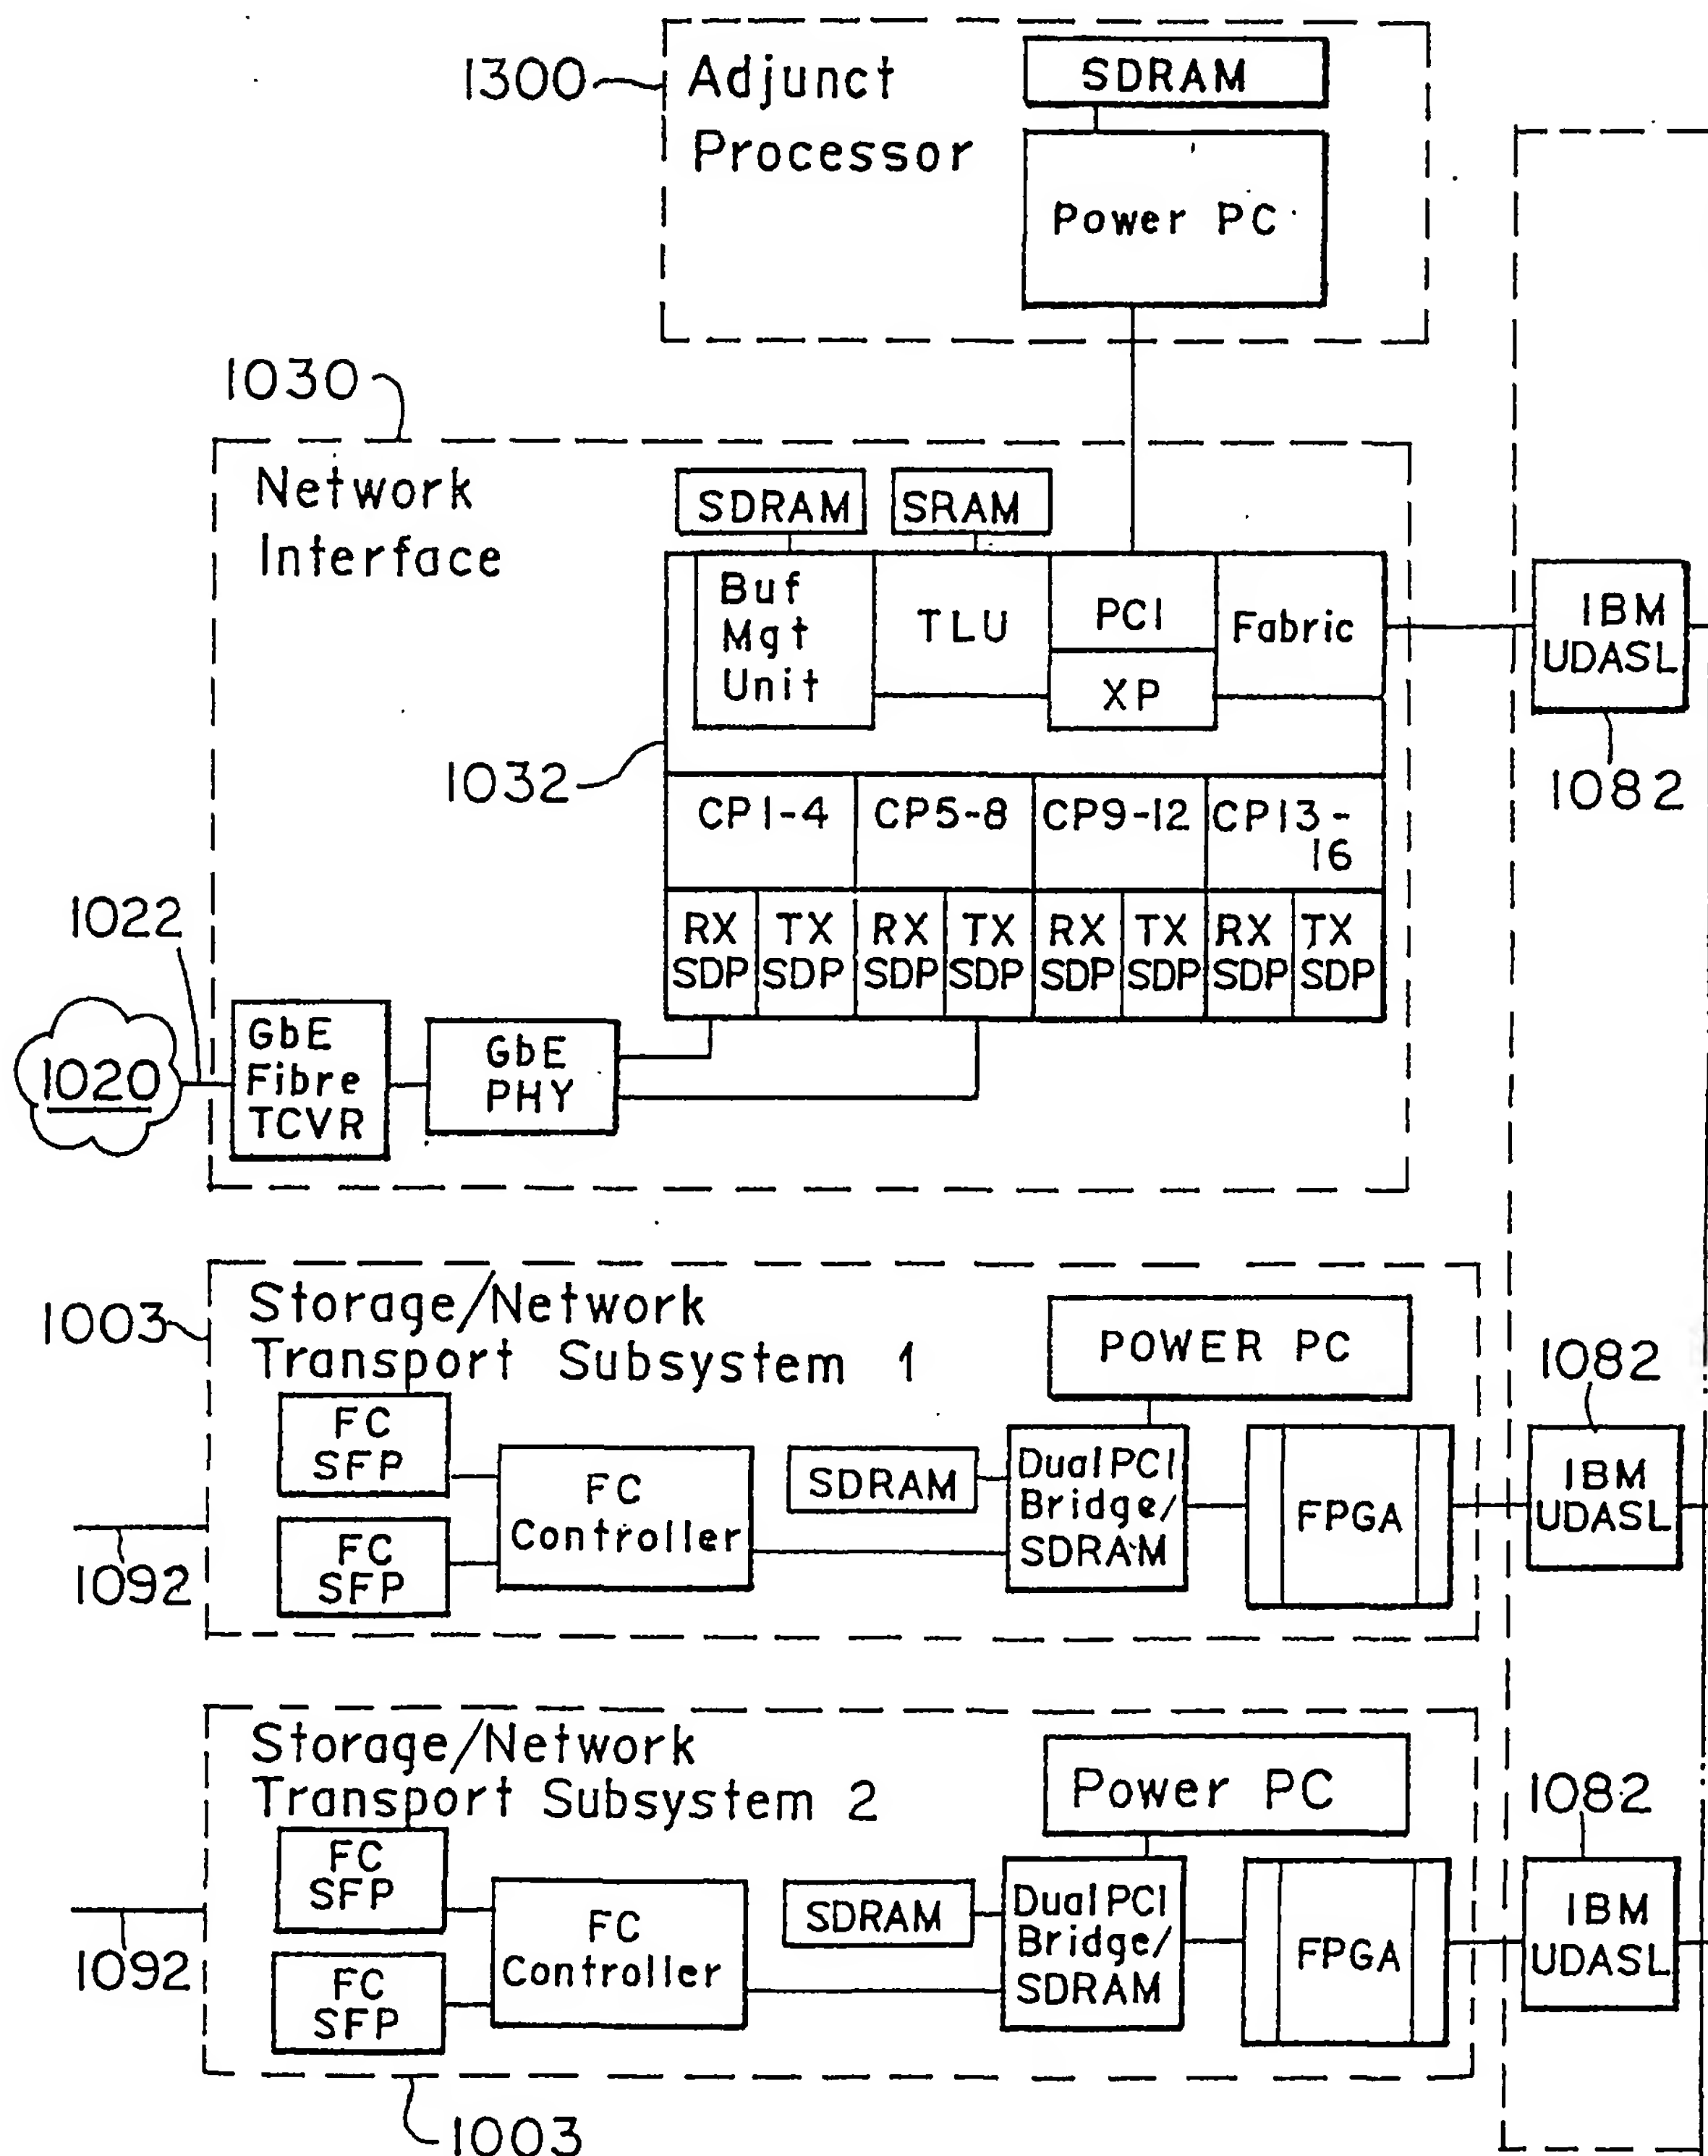 1300
Adjunct
Processor
SDRAM
Power PC
1030
Network
Interface
SDRAM
SRAM
Buf
Mgt
Unit
TLU
PCI
XP
Fabric
IBM
UDASL
1082
1032
CP1-4
CP5-8
CP9-12
CP13-
16
RX
SDP
TX
SDP
RX
SDP
TX
SDP
RX
SDP
TX
SDP
RX
SDP
TX
SDP
1022
1020
GbE
Fibre
TCVR
GbE
PHY
1003
Storage/Network
Transport Subsystem 1
POWER PC
1082
FC
SFP
FC
SFP
FC
Controller
SDRAM
Dual PCI
Bridge/
SDRAM
FPGA
IBM
UDASL
1092
Storage/Network
Transport Subsystem 2
Power PC
1082
FC
SFP
FC
SFP
FC
Controller
SDRAM
Dual PCI
Bridge/
SDRAM
FPGA
IBM
UDASL
1092
1003